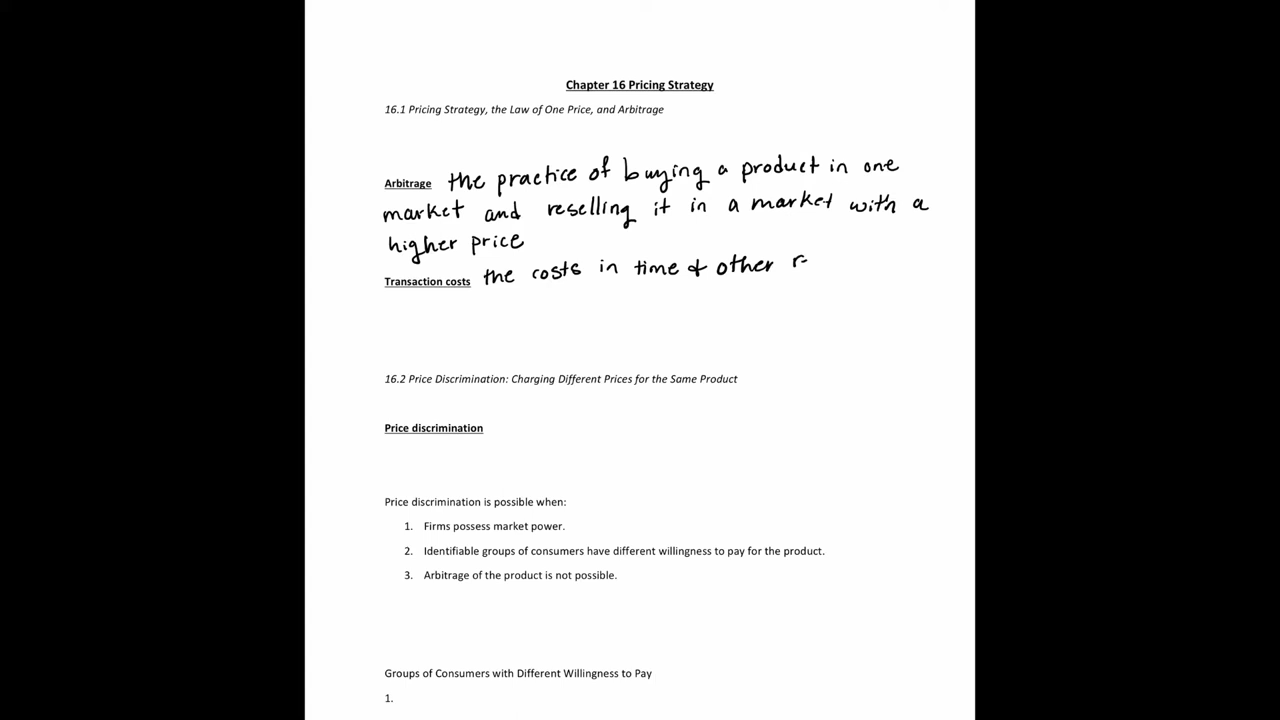 Chapter 16 Pricing Strategy
16.1 Pricing Strategy, the Law of One Price, and Arbitrage
Arbitrage the practice of buying a product in one
market and reselling it in a market with a
higher price
Transaction costs the costs in time & other r
16.2 Price Discrimination: Charging Different Prices for the Same Product
Price discrimination
Price discrimination is possible when:
1. Firms possess market power.
2. Identifiable groups of consumers have different willingness to pay for the product.
3. Arbitrage of the product is not possible.
Groups of Consumers with Different Willingness to Pay
1.